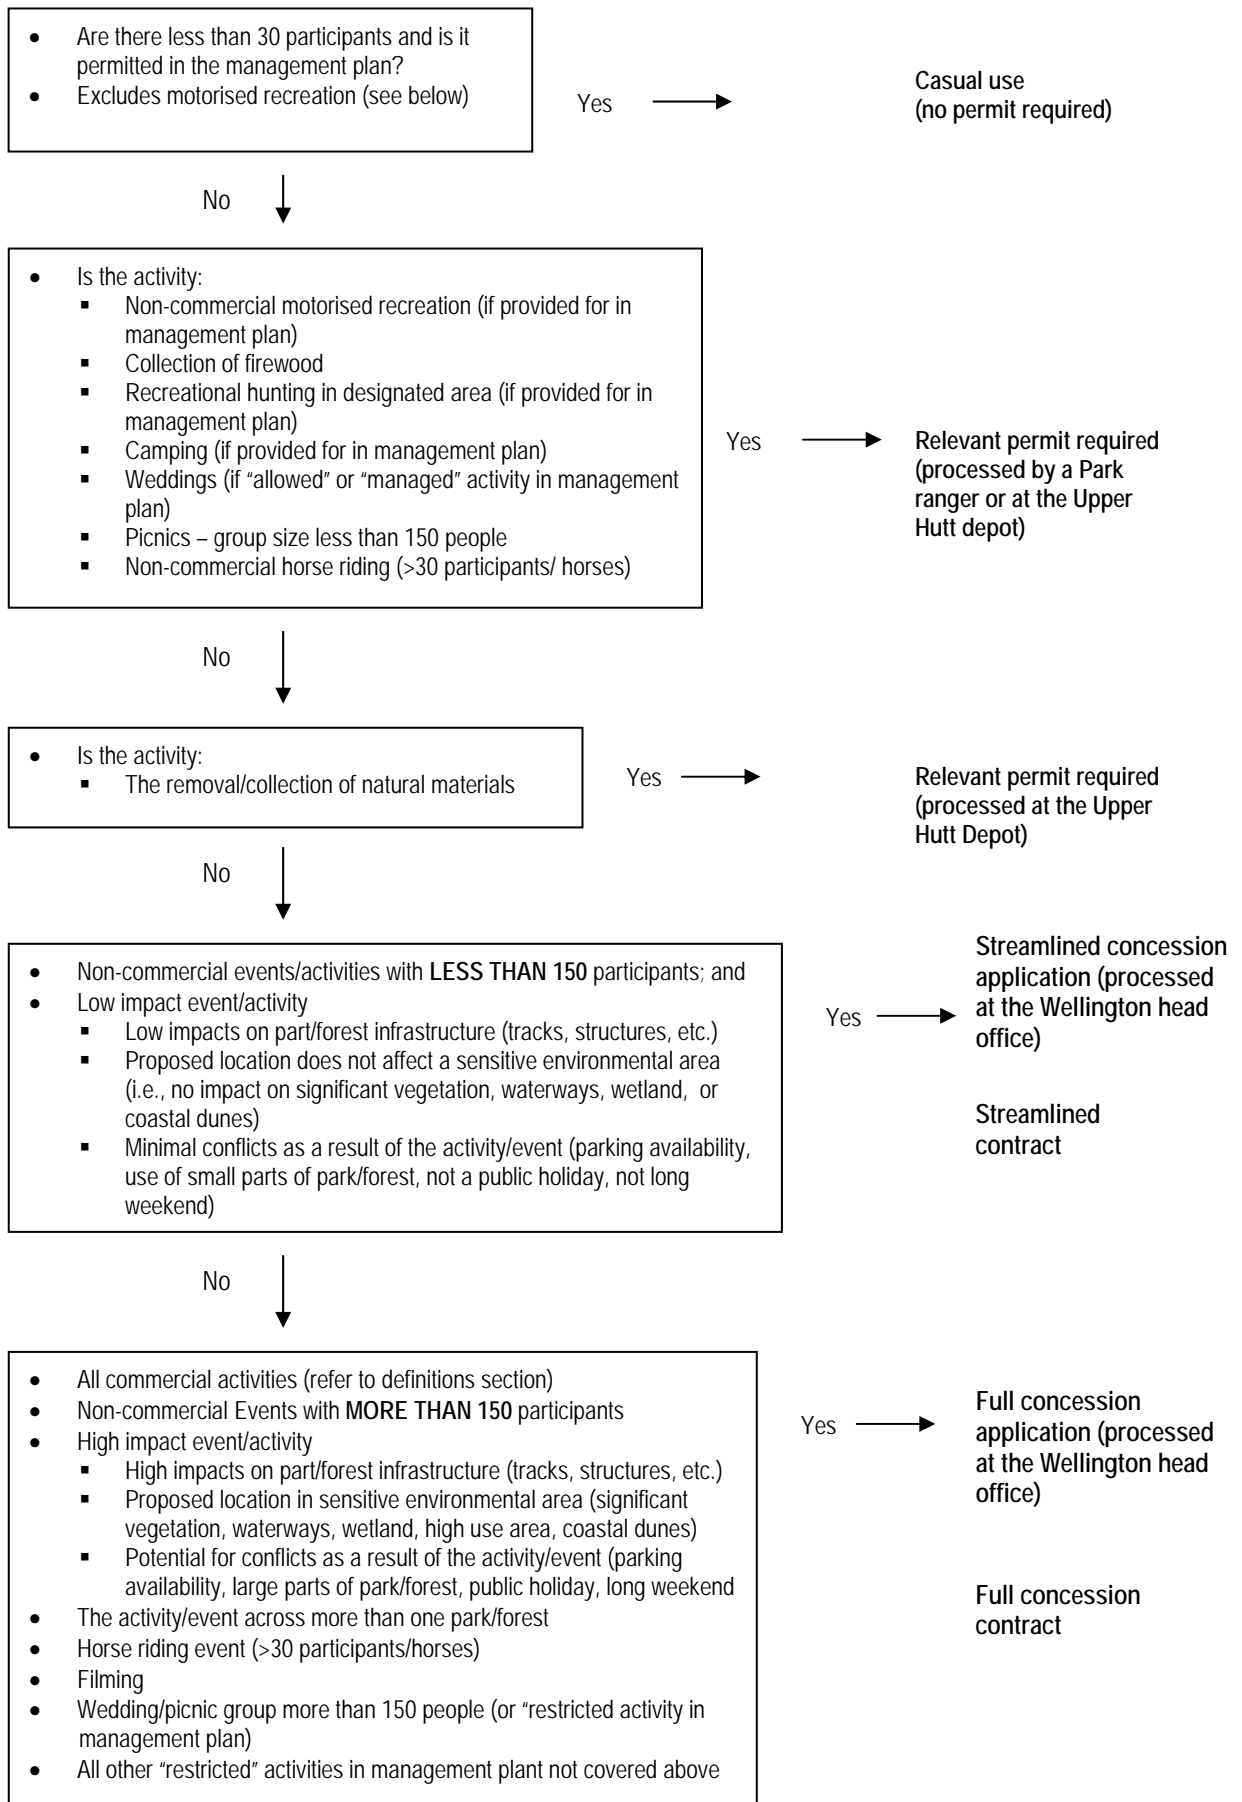 • Are there less than 30 participants and is it
permitted in the management plan?
• Excludes motorised recreation (see below)
Yes
Casual use
(no permit required)
No
• Is the activity:
▪ Non-commercial motorised recreation (if provided for in
management plan)
▪ Collection of firewood
▪ Recreational hunting in designated area (if provided for in
management plan)
▪ Camping (if provided for in management plan)
▪ Weddings (if "allowed" or "managed" activity in management
plan)
▪ Picnics – group size less than 150 people
▪ Non-commercial horse riding (>30 participants/ horses)
Yes
Relevant permit required
(processed by a Park
ranger or at the Upper
Hutt depot)
No
• Is the activity:
▪ The removal/collection of natural materials
Yes
Relevant permit required
(processed at the Upper
Hutt Depot)
No
• Non-commercial events/activities with LESS THAN 150 participants; and
• Low impact event/activity
▪ Low impacts on part/forest infrastructure (tracks, structures, etc.)
▪ Proposed location does not affect a sensitive environmental area
(i.e., no impact on significant vegetation, waterways, wetland, or
coastal dunes)
▪ Minimal conflicts as a result of the activity/event (parking availability,
use of small parts of park/forest, not a public holiday, not long
weekend)
Yes
Streamlined concession
application (processed
at the Wellington head
office)
Streamlined
contract
No
• All commercial activities (refer to definitions section)
• Non-commercial Events with MORE THAN 150 participants
• High impact event/activity
▪ High impacts on part/forest infrastructure (tracks, structures, etc.)
▪ Proposed location in sensitive environmental area (significant
vegetation, waterways, wetland, high use area, coastal dunes)
▪ Potential for conflicts as a result of the activity/event (parking
availability, large parts of park/forest, public holiday, long weekend
• The activity/event across more than one park/forest
• Horse riding event (>30 participants/horses)
• Filming
• Wedding/picnic group more than 150 people (or "restricted activity in
management plan)
• All other "restricted" activities in management plant not covered above
Yes
Full concession
application (processed
at the Wellington head
office)
Full concession
contract